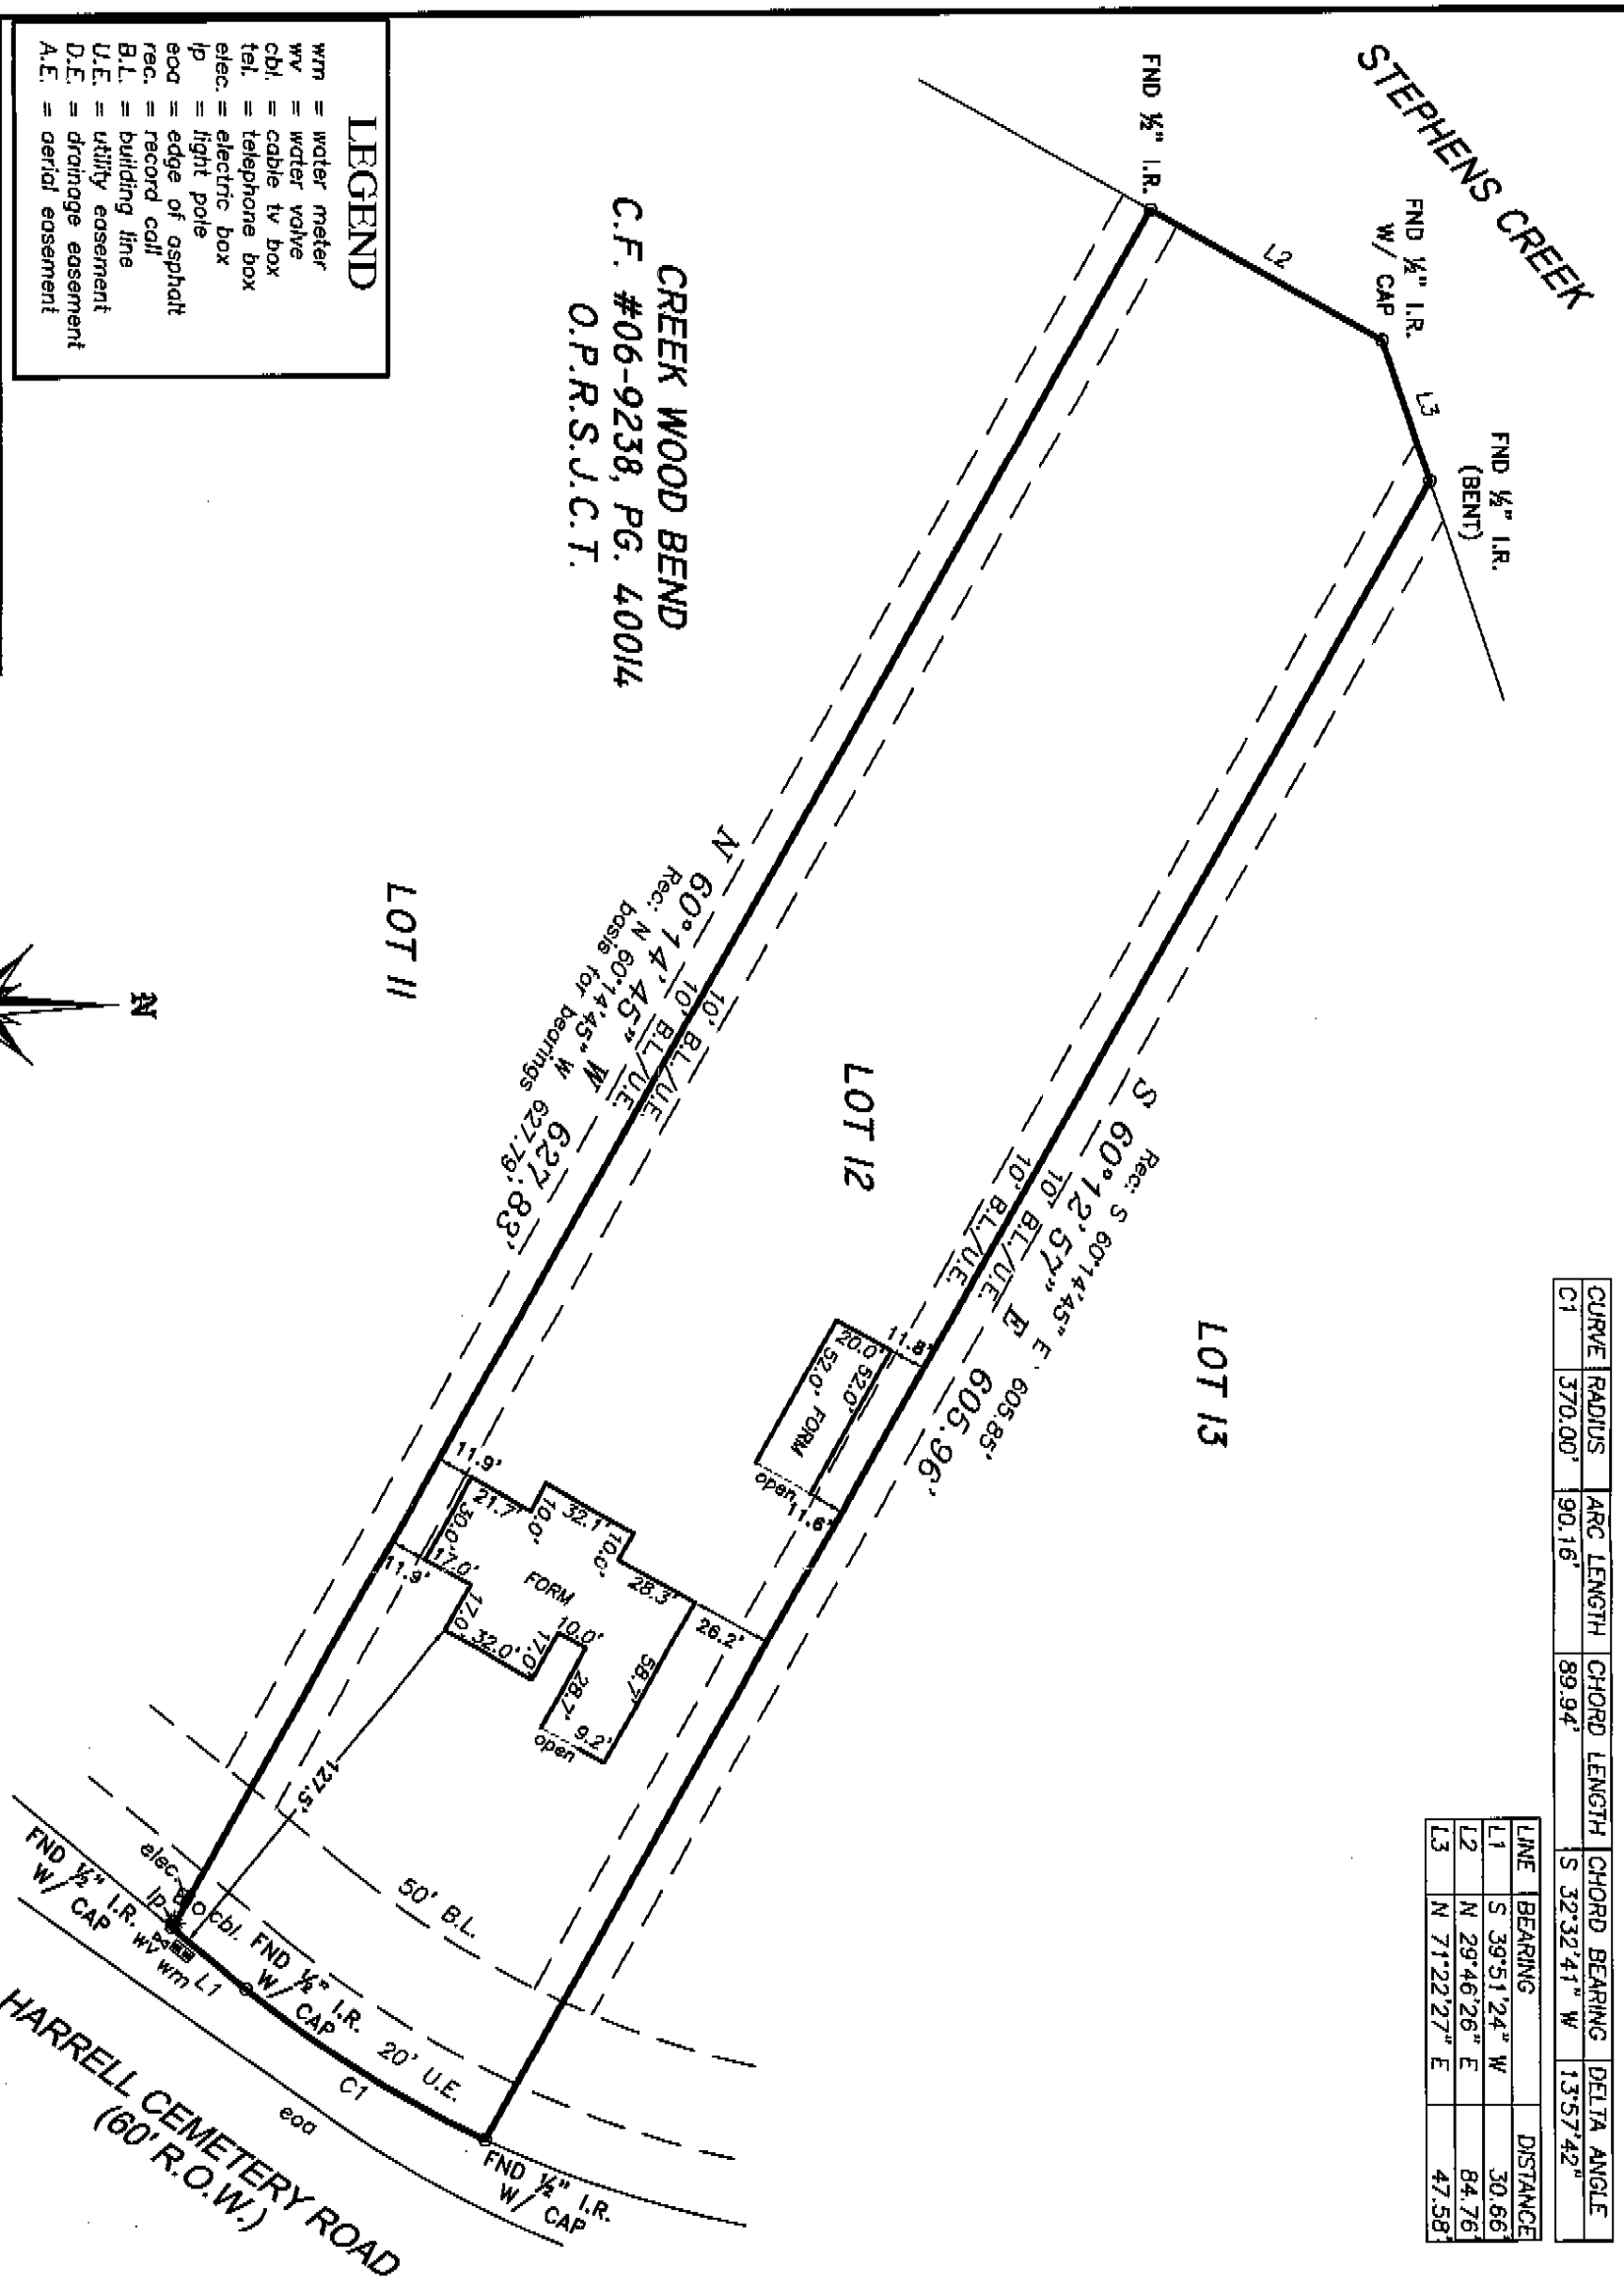 STEPHENS CREEK
FND ½" I.R.
FND ½" I.R.
W/ CAP
FND ½" I.R.
(BENT)
L2
L3
CURVE RADIUS ARC LENGTH CHORD LENGTH CHORD BEARING DELTA ANGLE
C1 370.00' 90.16' 89.94' S 32°32'41" W 13°57'42"
LINE BEARING DISTANCE
L1 S 39°51'24" W 30.66'
L2 N 29°46'26" E 84.76'
L3 N 71°22'27" E 47.58'
LOT 13
Rec: S 60°14'45" E 605.85'
S 60°12'57" E 605.96'
10' B.L./U.E.
10' B.L./U.E.
LOT 12
11.8'
20.0'
52.0'
52.0' FORM
open
11.6'
CREEK WOOD BEND
C.F. #06-9238, PG. 40014
O.P.R.S.J.C.T.
10' B.L./U.E.
10' B.L./U.E.
N 60°14'45" W 627.83'
Rec: N 60°14'45" W 627.79'
basis for bearings
LOT 11
11.9'
21.7'
10.0'
32.1'
10.0'
28.3'
26.2'
30.0'
17.0'
11.9'
FORM
17.0'
32.0'
17.0'
10.0'
28.7'
58.7'
9.2'
open
127.5'
50' B.L.
20' U.E.
elec.
lp
cbl.
wv
wm
L1
FND ½" I.R.
W/ CAP
FND ½" I.R.
W/ CAP
C1
eoa
FND ½" I.R.
W/ CAP
HARRELL CEMETERY ROAD
(60' R.O.W.)
N
LEGEND
wm = water meter
wv = water valve
cbl. = cable tv box
tel. = telephone box
elec. = electric box
lp = light pole
eoa = edge of asphalt
rec. = record call
B.L. = building line
U.E. = utility easement
D.E. = drainage easement
A.E. = aerial easement